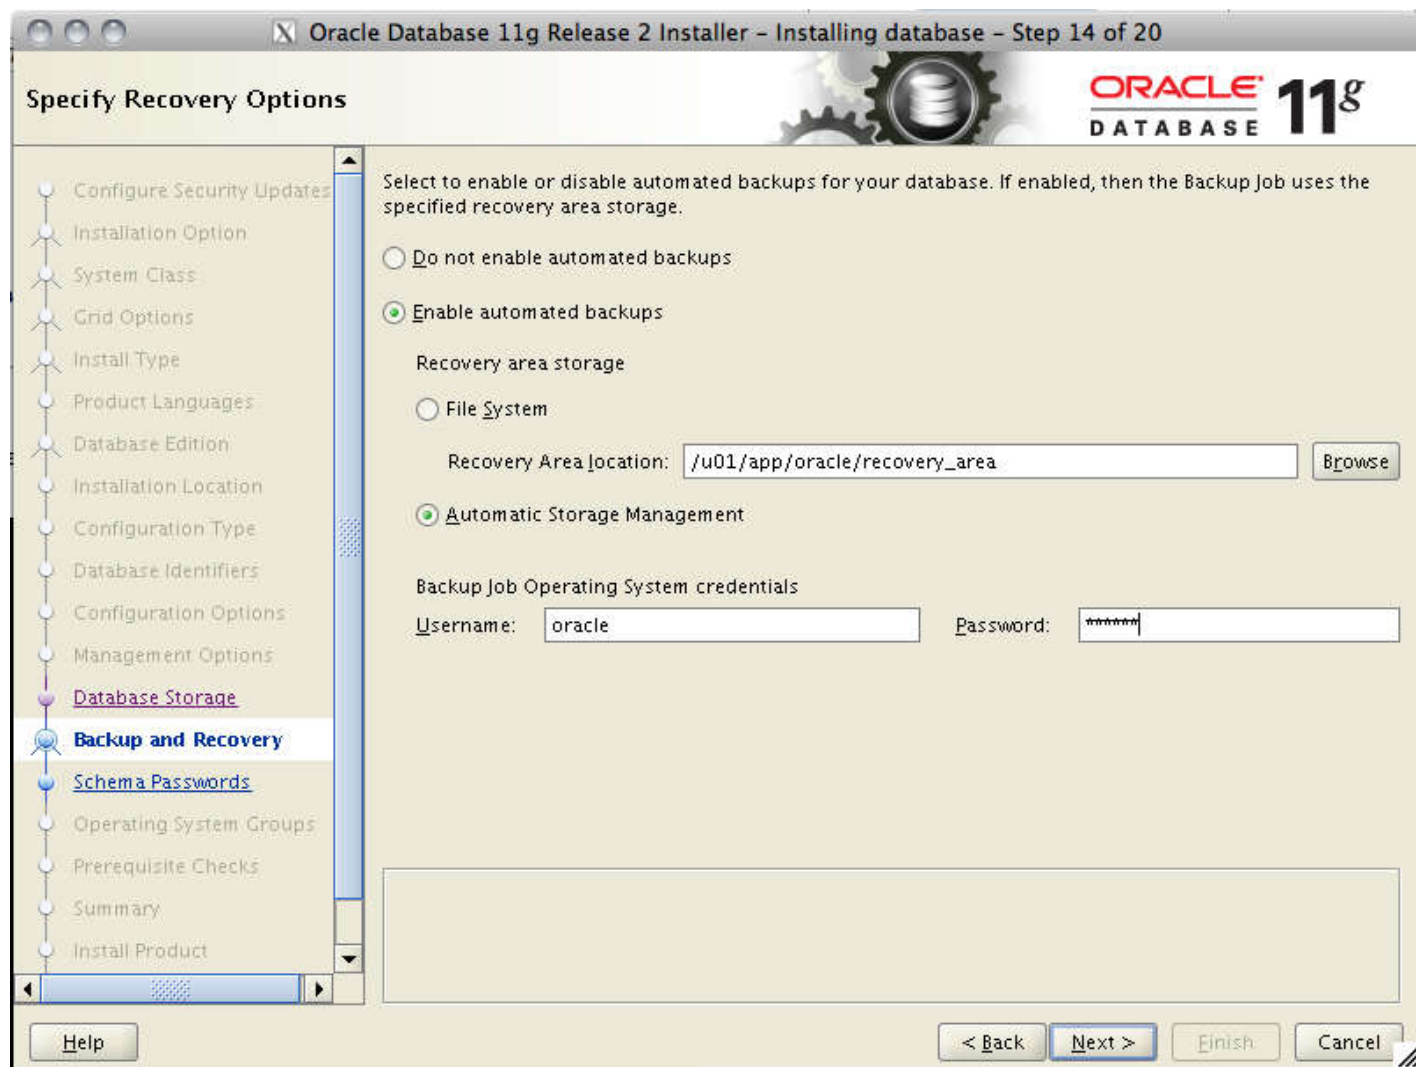 X Oracle Database 11g Release 2 Installer - Installing database - Step 14 of 20
Specify Recovery Options
ORACLE
DATABASE
11g
Configure Security Updates
Installation Option
System Class
Grid Options
Install Type
Product Languages
Database Edition
Installation Location
Configuration Type
Database Identifiers
Configuration Options
Management Options
Database Storage
Backup and Recovery
Schema Passwords
Operating System Groups
Prerequisite Checks
Summary
Install Product
Select to enable or disable automated backups for your database. If enabled, then the Backup Job uses the
specified recovery area storage.
Do not enable automated backups
Enable automated backups
Recovery area storage
File System
Recovery Area location: /u01/app/oracle/recovery_area Browse
Automatic Storage Management
Backup Job Operating System credentials
Username: oracle Password: ******
Help < Back Next > Finish Cancel